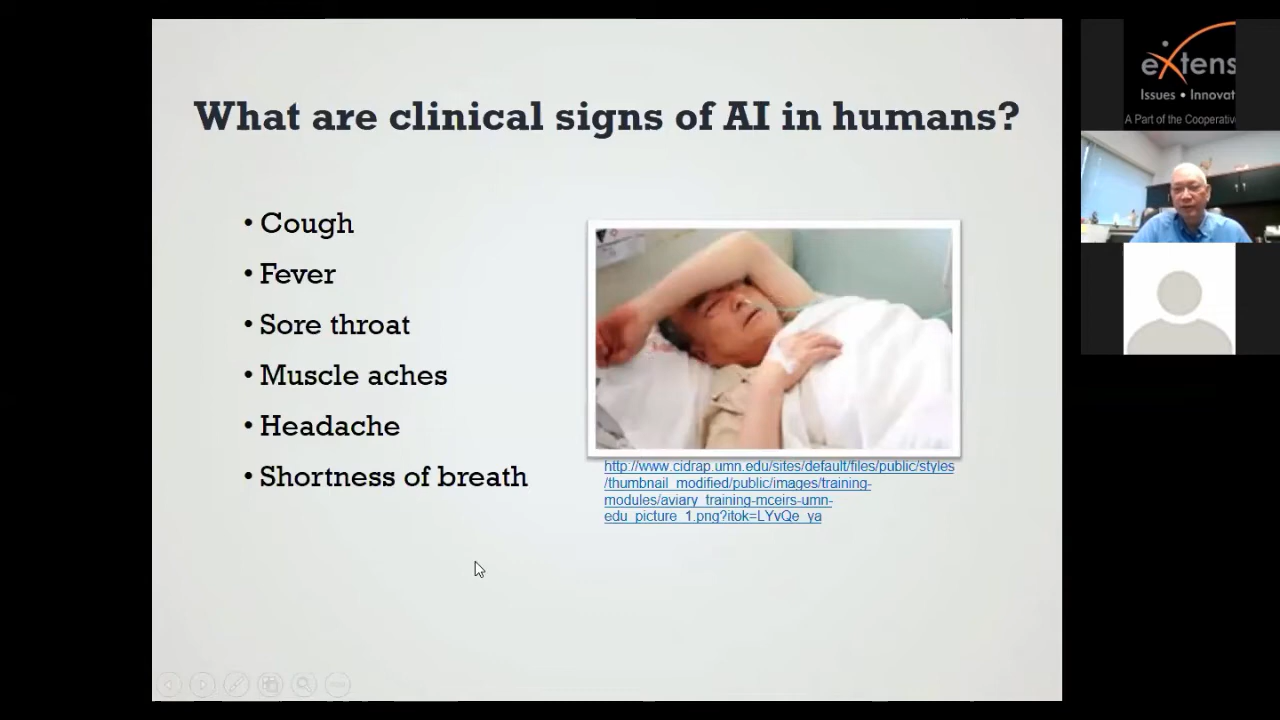 What are clinical signs of AI in humans?
• Cough
• Fever
• Sore throat
• Muscle aches
• Headache
• Shortness of breath
http://www.cidrap.umn.edu/sites/default/files/public/styles
/thumbnail_modified/public/images/training-
modules/aviary_training-mceirs-umn-
edu_picture_1.png?itok=LYvQe_ya
eXtens
Issues • Innovat
A Part of the Cooperativ